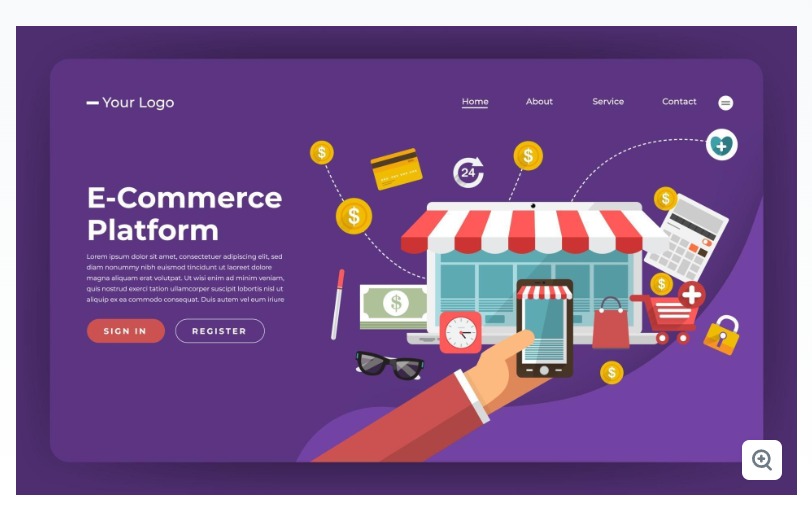 Your Logo
Home About Service Contact
$ $
24
$
$
E-Commerce
Platform
Lorem ipsum dolor sit amet, consectetuer adipiscing elit, sed
diam nonummy nibh euismod tincidunt ut laoreet dolore
magna aliquam erat volutpat. Ut wisi enim ad minim veniam,
quis nostrud exerci tation ullamcorper suscipit lobortis nisl ut
aliquip ex ea commodo consequat. Duis autem vel eum iriure
$
$
SIGN IN REGISTER
$